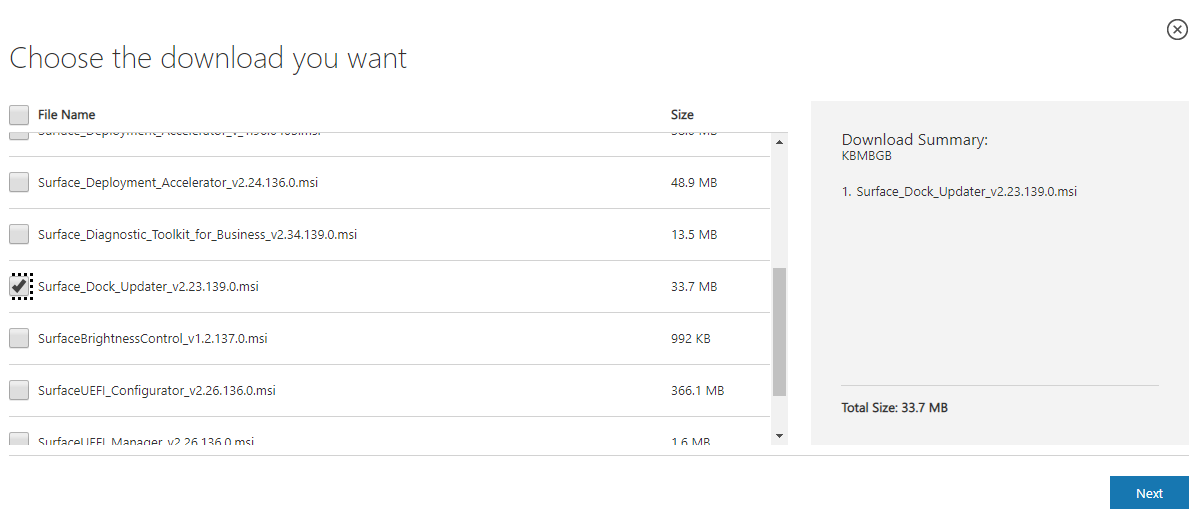 Choose the download you want
File Name Size
Surface_Deployment_Accelerator_v2.24.136.0.msi 48.9 MB
Surface_Diagnostic_Toolkit_for_Business_v2.34.139.0.msi 13.5 MB
Surface_Dock_Updater_v2.23.139.0.msi 33.7 MB
SurfaceBrightnessControl_v1.2.137.0.msi 992 KB
SurfaceUEFI_Configurator_v2.26.136.0.msi 366.1 MB
SurfaceUEFI_Manager_v2.26.136.0.msi 1.6 MB
Download Summary:
KBMBGB
1. Surface_Dock_Updater_v2.23.139.0.msi
Total Size: 33.7 MB
Next